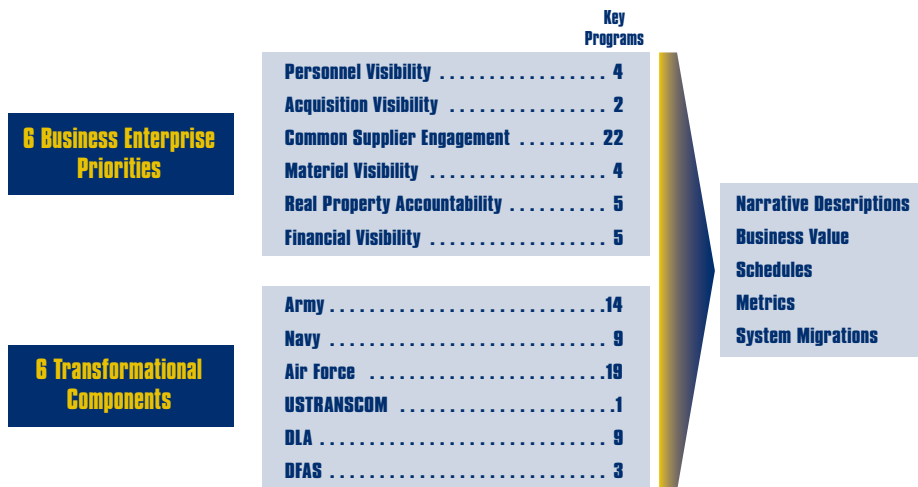 Key
Programs
6 Business Enterprise
Priorities
Personnel Visibility . . . . . . . . . . . . . . . . . 4
Acquisition Visibility . . . . . . . . . . . . . . . . 2
Common Supplier Engagement . . . . . . . . 22
Materiel Visibility . . . . . . . . . . . . . . . . . . 4
Real Property Accountability . . . . . . . . . . 5
Financial Visibility . . . . . . . . . . . . . . . . . . 5
6 Transformational
Components
Army . . . . . . . . . . . . . . . . . . . . . . . . . . . .14
Navy . . . . . . . . . . . . . . . . . . . . . . . . . . . . 9
Air Force . . . . . . . . . . . . . . . . . . . . . . . .19
USTRANSCOM . . . . . . . . . . . . . . . . . . . . .1
DLA . . . . . . . . . . . . . . . . . . . . . . . . . . . . . 9
DFAS . . . . . . . . . . . . . . . . . . . . . . . . . . . . 3
Narrative Descriptions
Business Value
Schedules
Metrics
System Migrations